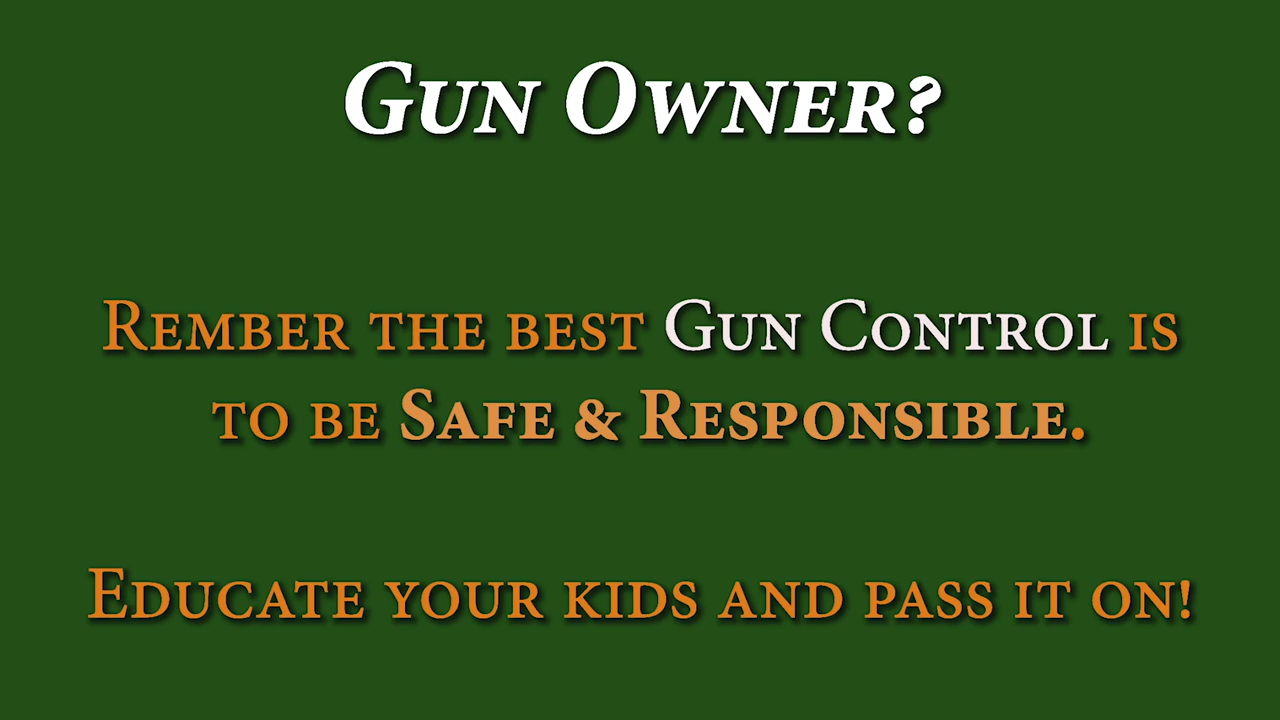 Gun Owner?
Rember the best Gun Control is
to be Safe & Responsible.
Educate your kids and pass it on!